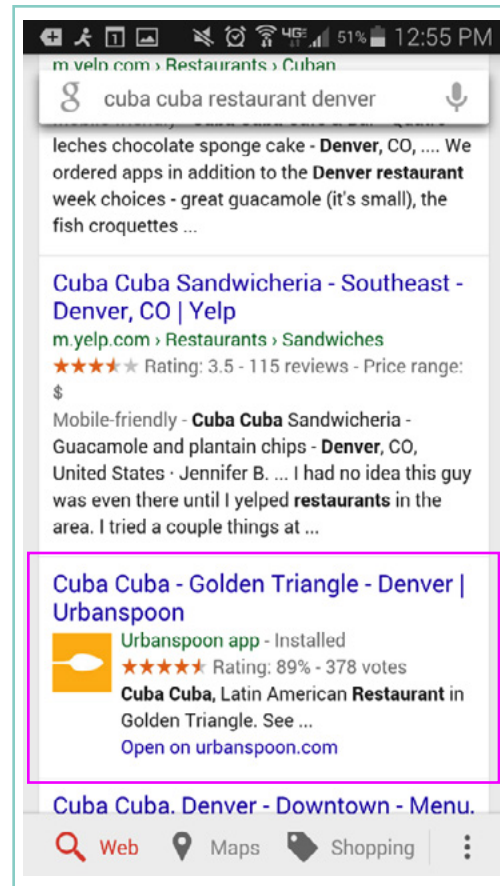 4G 51% 12:55 PM
m.yelp.com › Restaurants › Cuban
g cuba cuba restaurant denver
leches chocolate sponge cake - Denver, CO, .... We
ordered apps in addition to the Denver restaurant
week choices - great guacamole (it's small), the
fish croquettes ...
Cuba Cuba Sandwicheria - Southeast -
Denver, CO | Yelp
m.yelp.com › Restaurants › Sandwiches
Rating: 3.5 - 115 reviews - Price range:
$
Mobile-friendly - Cuba Cuba Sandwicheria -
Guacamole and plantain chips - Denver, CO,
United States · Jennifer B. ... I had no idea this guy
was even there until I yelped restaurants in the
area. I tried a couple things at ...
Cuba Cuba - Golden Triangle - Denver |
Urbanspoon
Urbanspoon app - Installed
Rating: 89% - 378 votes
Cuba Cuba, Latin American Restaurant in
Golden Triangle. See ...
Open on urbanspoon.com
Cuba Cuba, Denver - Downtown - Menu,
Web Maps Shopping